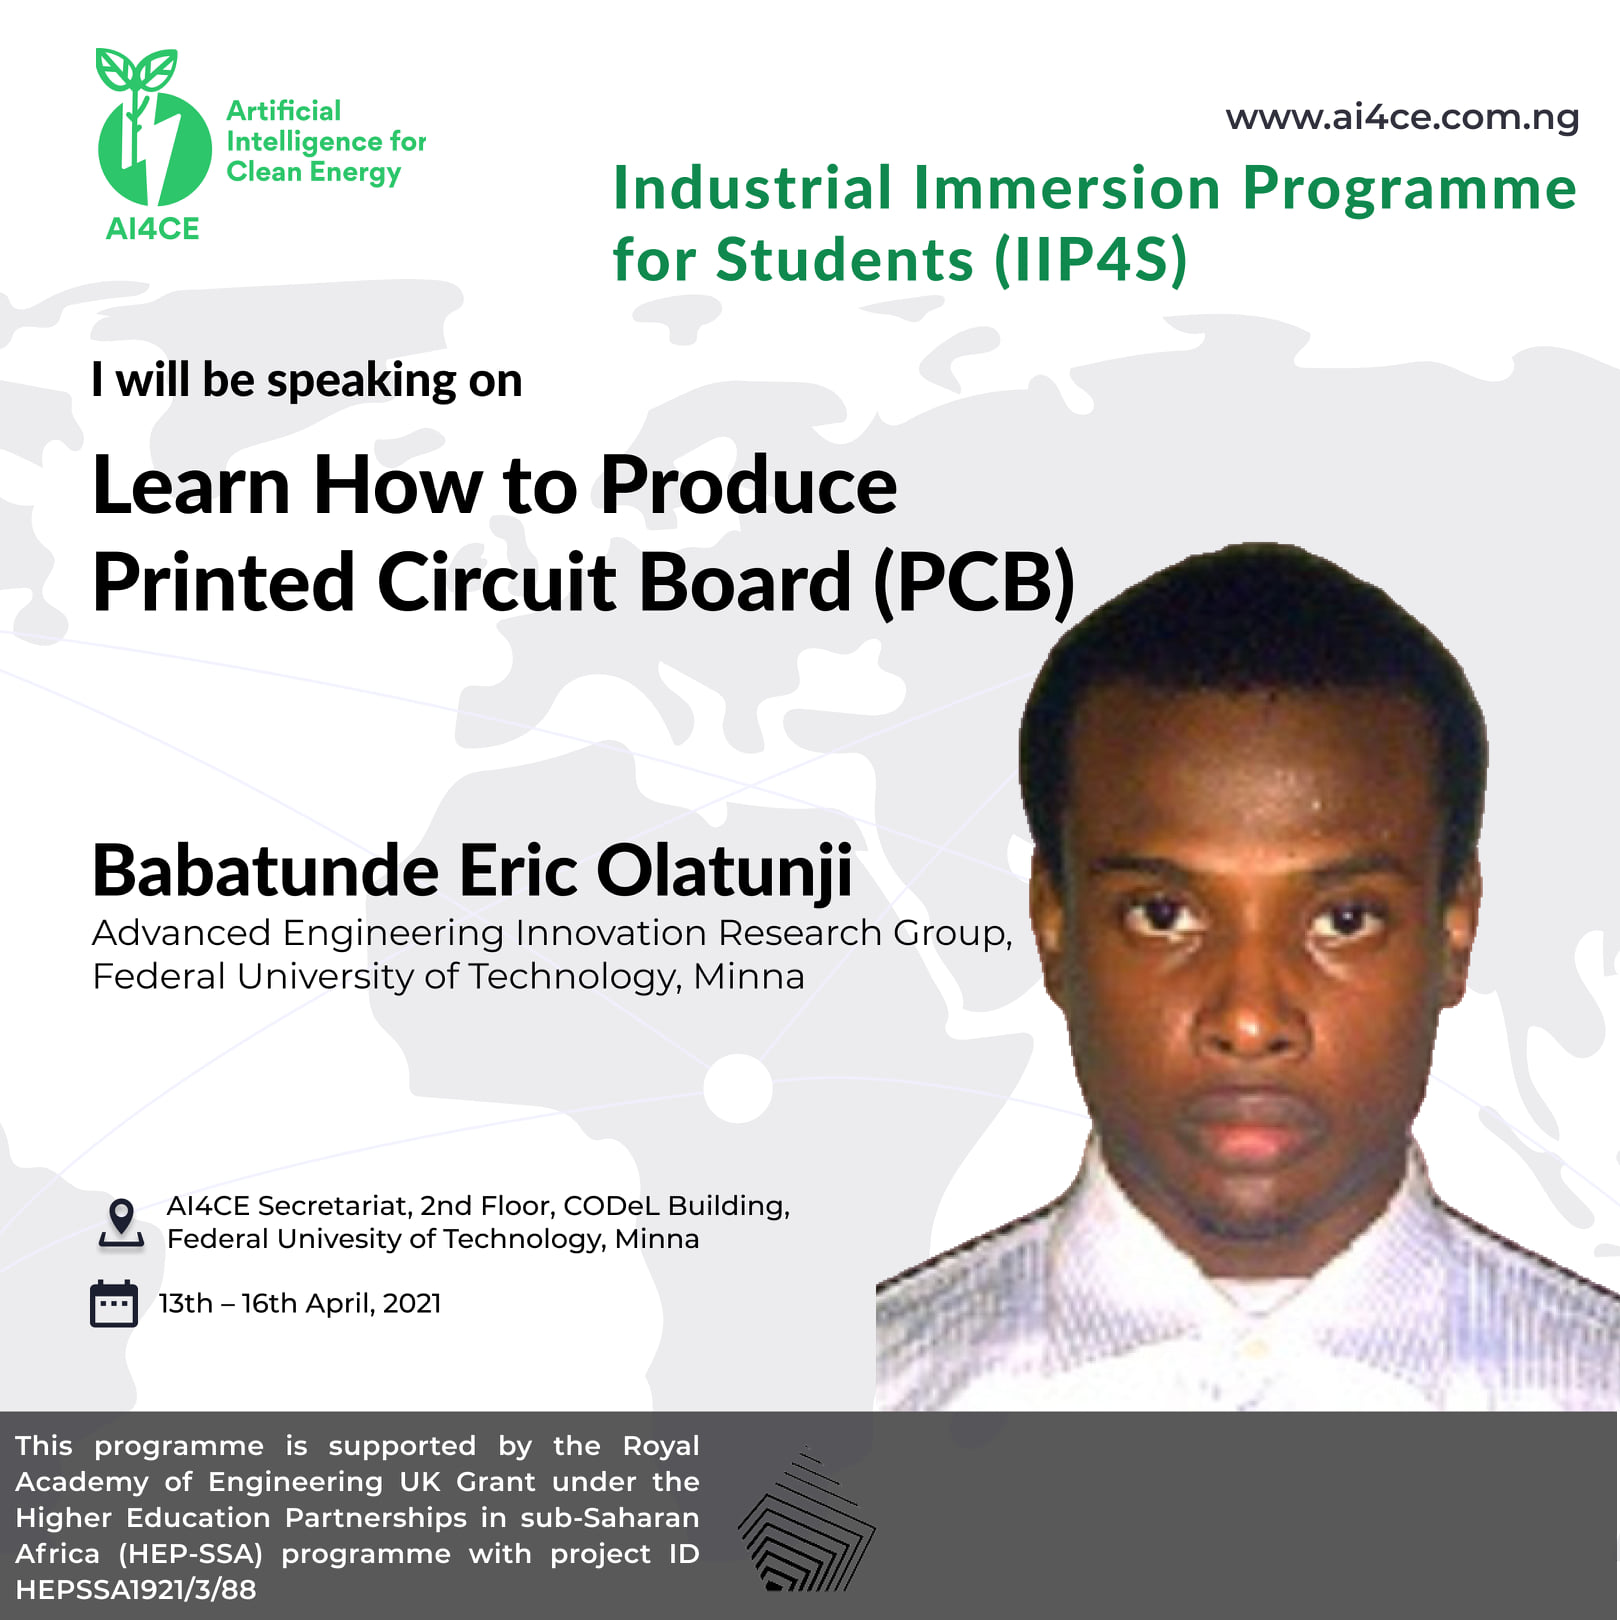 Artificial
Intelligence for
Clean Energy
AI4CE
www.ai4ce.com.ng
Industrial Immersion Programme
for Students (IIP4S)
I will be speaking on
Learn How to Produce
Printed Circuit Board (PCB)
Babatunde Eric Olatunji
Advanced Engineering Innovation Research Group,
Federal University of Technology, Minna
AI4CE Secretariat, 2nd Floor, CODeL Building,
Federal Univesity of Technology, Minna
13th – 16th April, 2021
This programme is supported by the Royal
Academy of Engineering UK Grant under the
Higher Education Partnerships in sub-Saharan
Africa (HEP-SSA) programme with project ID
HEPSSA1921/3/88